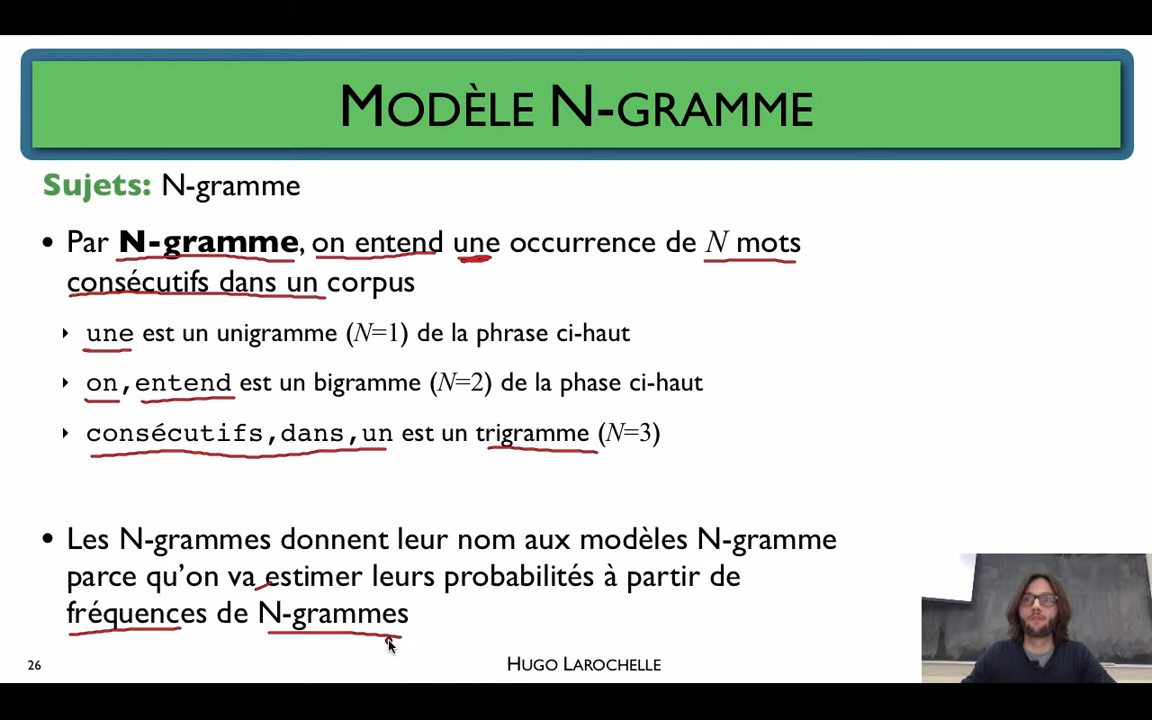 MODÈLE N-GRAMME
Sujets: N-gramme
• Par N-gramme, on entend une occurrence de N mots
consécutifs dans un corpus
‣ une est un unigramme (N=1) de la phrase ci-haut
‣ on,entend est un bigramme (N=2) de la phase ci-haut
‣ consécutifs,dans,un est un trigramme (N=3)
• Les N-grammes donnent leur nom aux modèles N-gramme
parce qu'on va estimer leurs probabilités à partir de
fréquences de N-grammes
26
HUGO LAROCHELLE